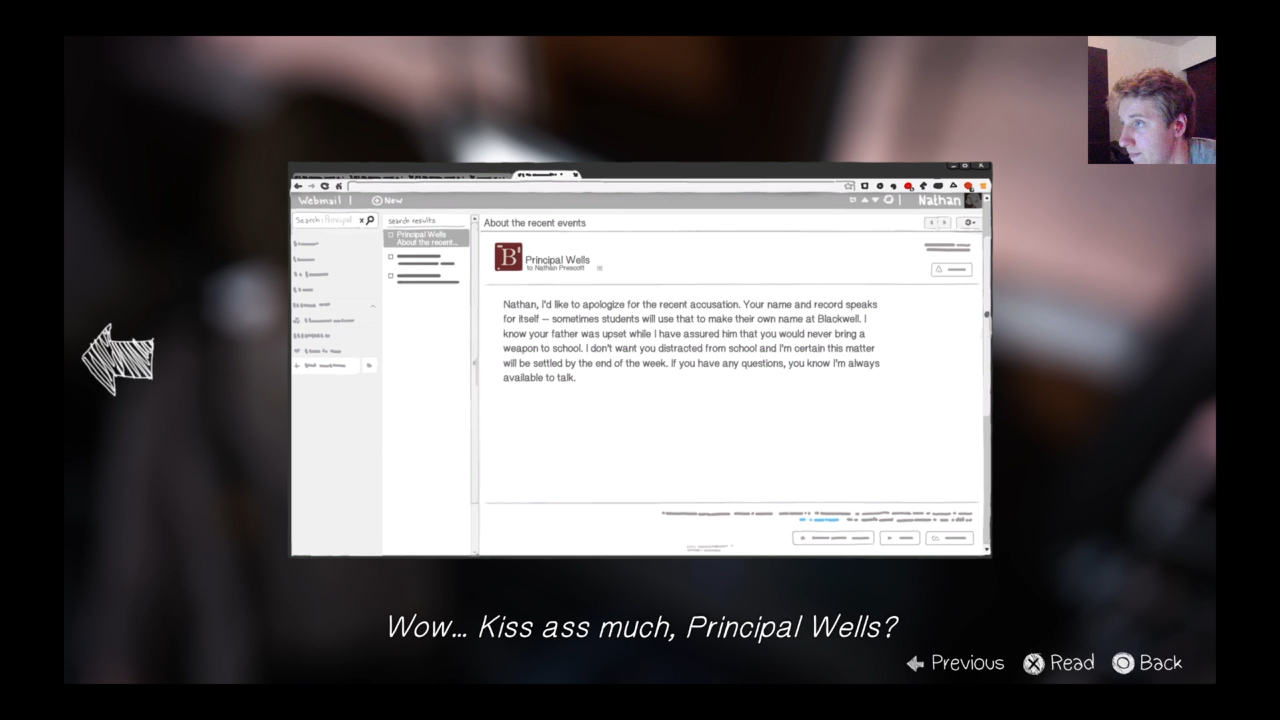 Webmail |
New
Nathan
Search: Principal x
search results
Principal Wells
About the recent...
About the recent events
B
Principal Wells
to Nathan Prescott
Nathan, I'd like to apologize for the recent accusation. Your name and record speaks
for itself -- sometimes students will use that to make their own name at Blackwell. I
know your father was upset while I have assured him that you would never bring a
weapon to school. I don't want you distracted from school and I'm certain this matter
will be settled by the end of the week. If you have any questions, you know I'm always
available to talk.
Wow... Kiss ass much, Principal Wells?
Previous
Read
Back